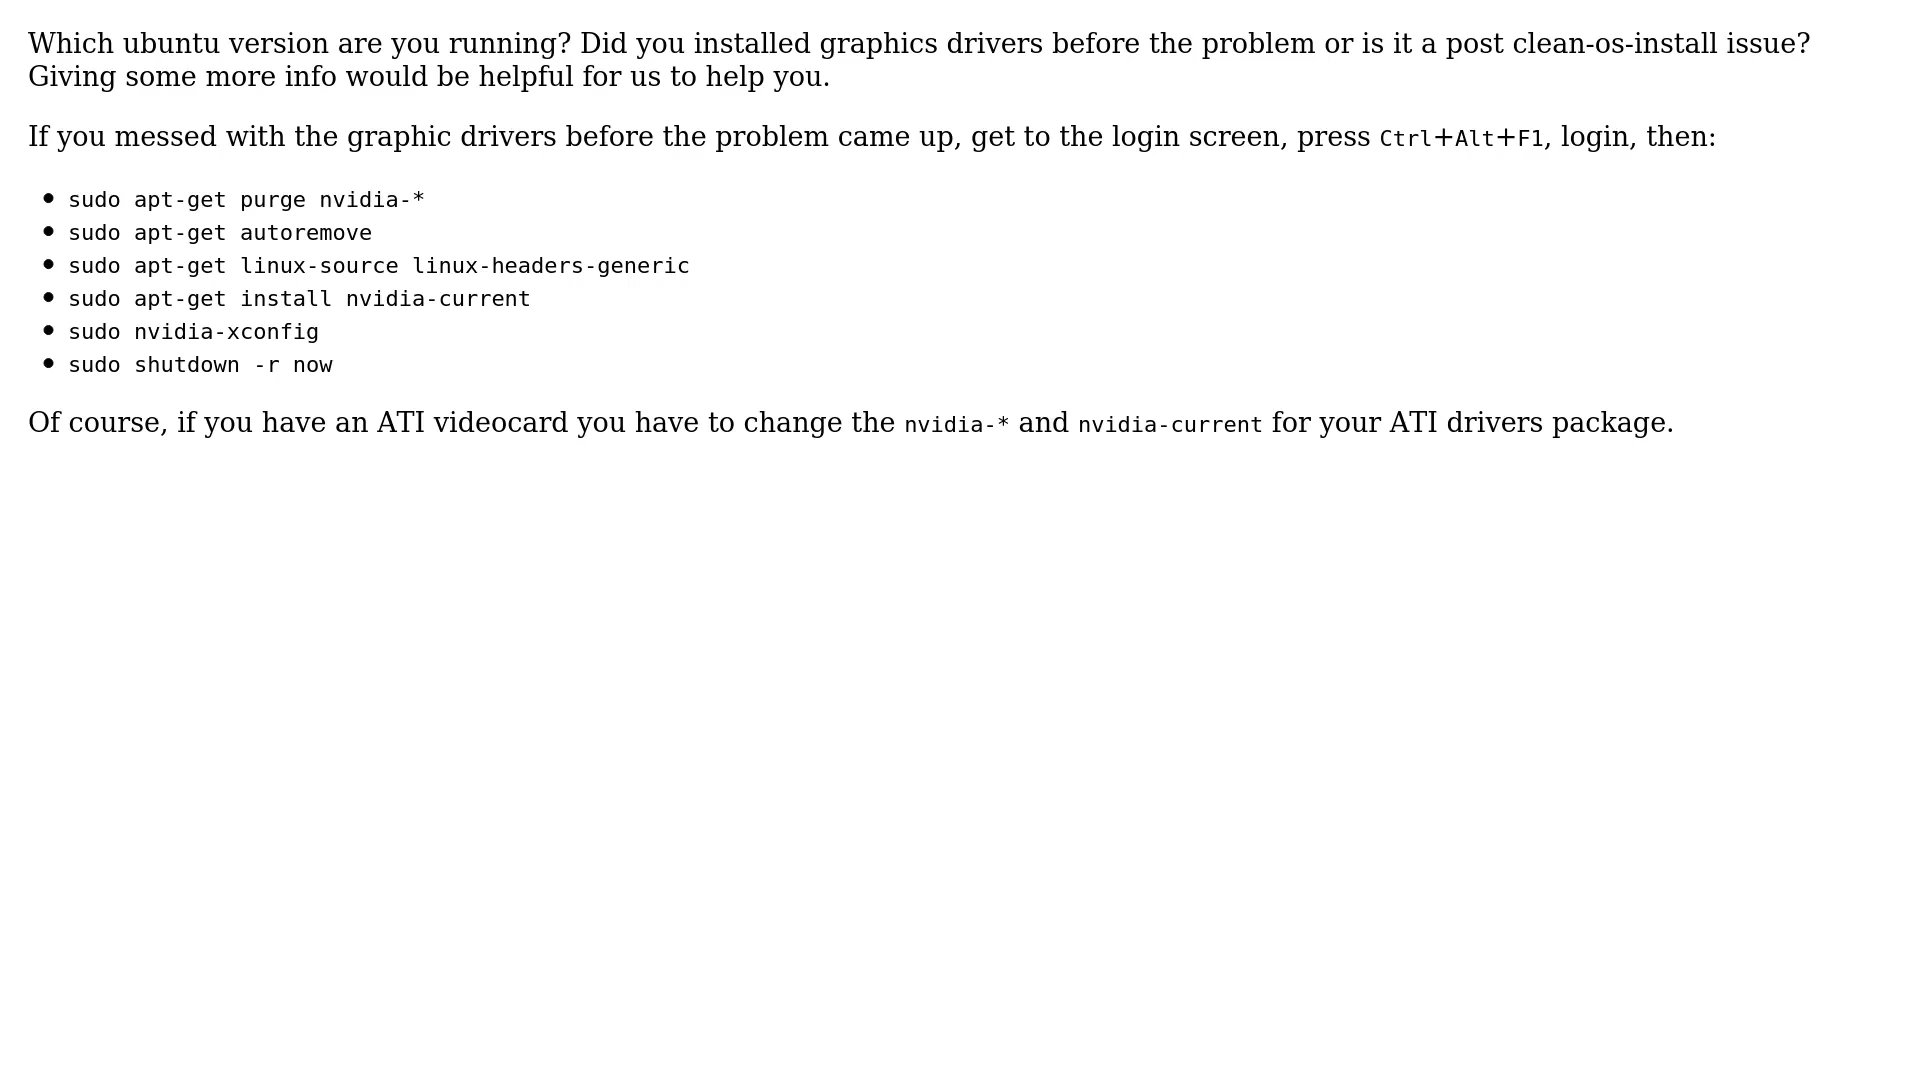 Which ubuntu version are you running? Did you installed graphics drivers before the problem or is it a post clean-os-install issue?
Giving some more info would be helpful for us to help you.
If you messed with the graphic drivers before the problem came up, get to the login screen, press Ctrl+Alt+F1, login, then:
• sudo apt-get purge nvidia-*
• sudo apt-get autoremove
• sudo apt-get linux-source linux-headers-generic
• sudo apt-get install nvidia-current
• sudo nvidia-xconfig
• sudo shutdown -r now
Of course, if you have an ATI videocard you have to change the nvidia-* and nvidia-current for your ATI drivers package.